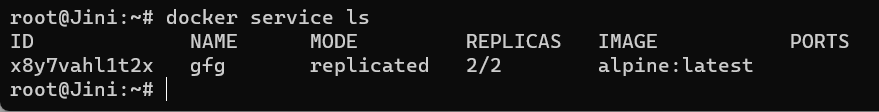 root@Jini:~# docker service ls
ID NAME MODE REPLICAS IMAGE PORTS
x8y7vahl1t2x gfg replicated 2/2 alpine:latest
root@Jini:~#